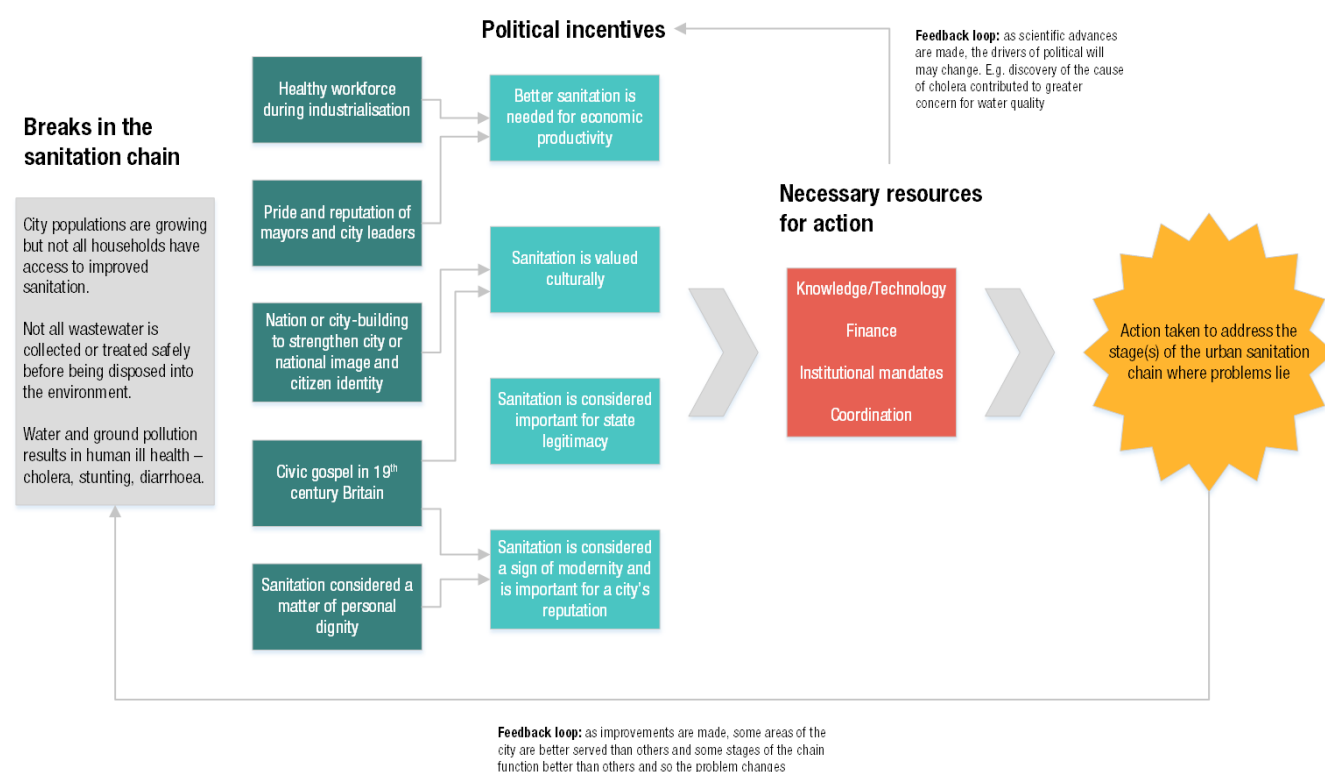 Political incentives
Feedback loop: as scientific advances
are made, the drivers of political will
may change. E.g. discovery of the cause
of cholera contributed to greater
concern for water quality
Breaks in the
sanitation chain
City populations are growing
but not all households have
access to improved
sanitation.
Not all wastewater is
collected or treated safely
before being disposed into
the environment.
Water and ground pollution
results in human ill health –
cholera, stunting, diarrhoea.
Healthy workforce
during industrialisation
Pride and reputation of
mayors and city leaders
Nation or city-building
to strengthen city or
national image and
citizen identity
Civic gospel in 19th
century Britain
Sanitation considered a
matter of personal
dignity
Better sanitation is
needed for economic
productivity
Sanitation is valued
culturally
Sanitation is considered
important for state
legitimacy
Sanitation is considered
a sign of modernity and
is important for a city’s
reputation
Necessary resources
for action
Knowledge/Technology
Finance
Institutional mandates
Coordination
Action taken to address the
stage(s) of the urban sanitation
chain where problems lie
Feedback loop: as improvements are made, some areas of the
city are better served than others and some stages of the chain
function better than others and so the problem changes